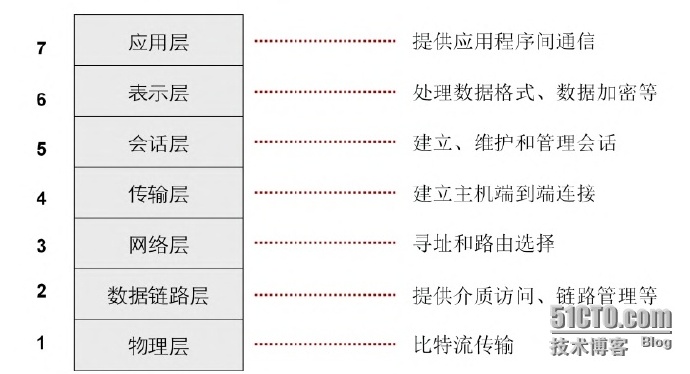 7 应用层 提供应用程序间通信
6 表示层 处理数据格式、数据加密等
5 会话层 建立、维护和管理会话
4 传输层 建立主机端到端连接
3 网络层 寻址和路由选择
2 数据链路层 提供介质访问、链路管理等
1 物理层 比特流传输
51CTO.com
技术博客 Blog